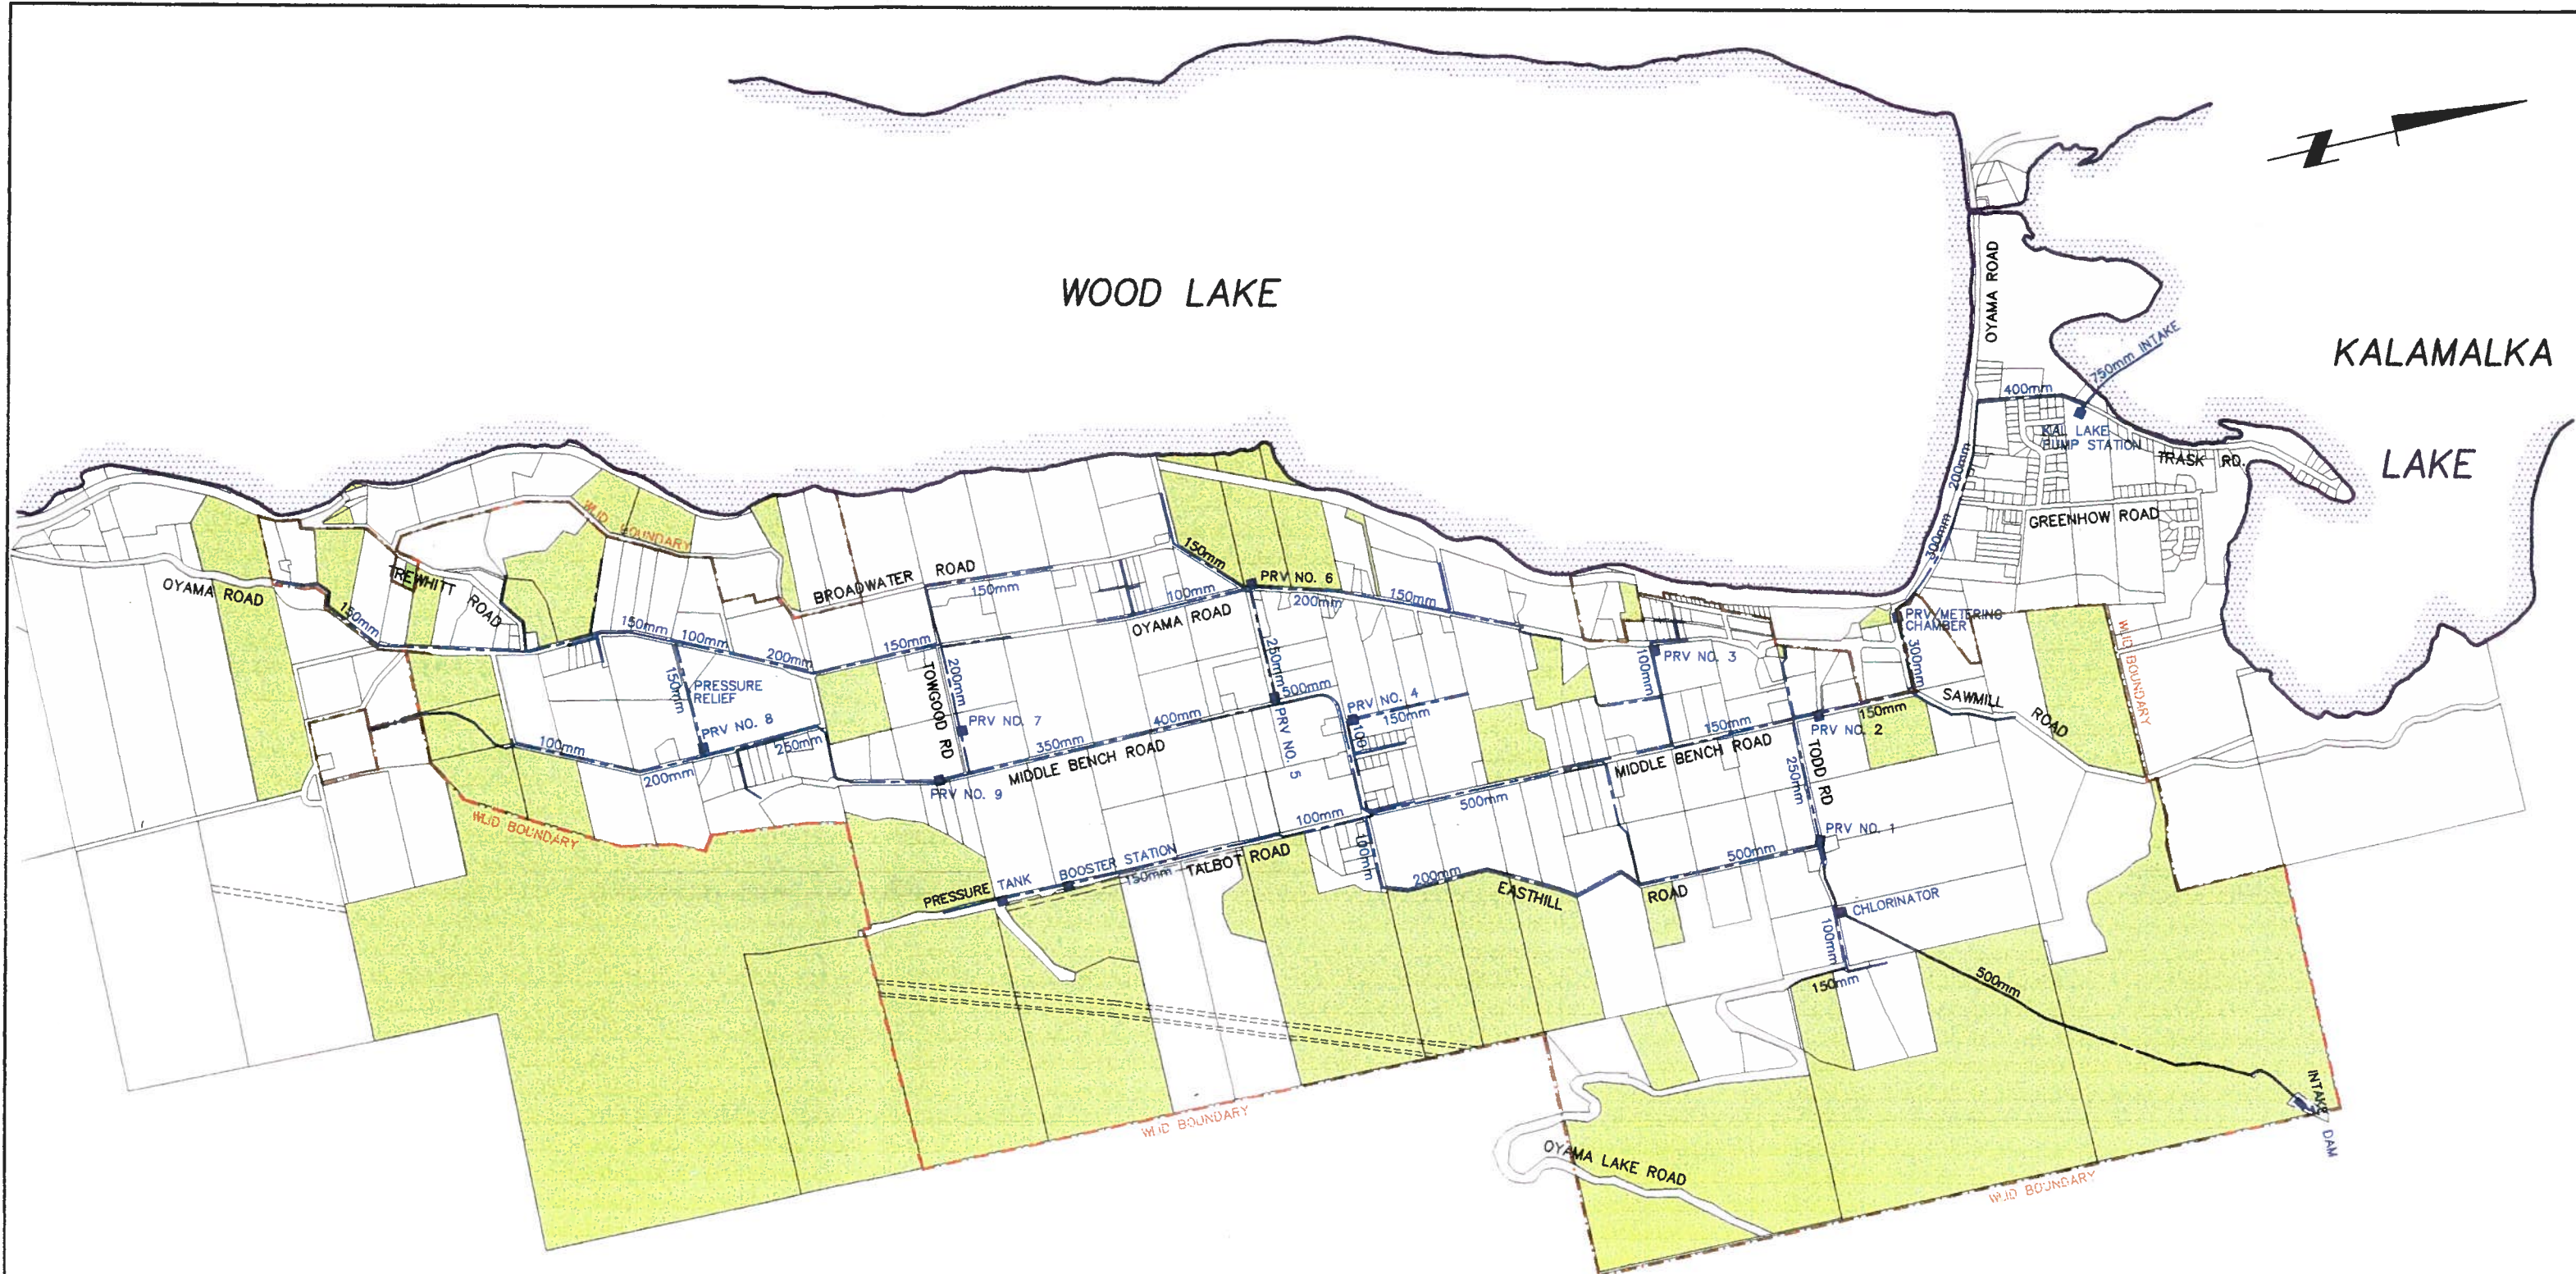 N
WOOD LAKE
KALAMALKA
LAKE
OYAMA ROAD
750mm INTAKE
400mm
KAL LAKE
PUMP STATION
TRASK RD.
200mm
GREENHOW ROAD
300mm
PRV/METERING
CHAMBER
300mm
WLID BOUNDARY
SAWMILL ROAD
WLID BOUNDARY
OYAMA ROAD
TREWHITT ROAD
150mm
BROADWATER ROAD
150mm
150mm
100mm
OYAMA ROAD
PRV NO. 6
200mm
150mm
150mm
100mm
200mm
150mm
150mm
PRESSURE
RELIEF
PRV NO. 8
TOWGOOD RD
200mm
PRV NO. 7
250mm
500mm
PRV NO. 4
150mm
100mm
PRV NO. 3
100mm
200mm
250mm
PRV NO. 9
350mm
400mm
MIDDLE BENCH ROAD
PRV NO. 5
100
500mm
MIDDLE BENCH ROAD
150mm
150mm
PRV NO. 2
TODD RD
250mm
PRV NO. 1
WLID BOUNDARY
PRESSURE TANK
BOOSTER STATION
150mm
TALBOT ROAD
100mm
100mm
200mm
EASTHILL ROAD
500mm
CHLORINATOR
100mm
150mm
500mm
INTAKE
DAM
WLID BOUNDARY
OYAMA LAKE ROAD
WLID BOUNDARY